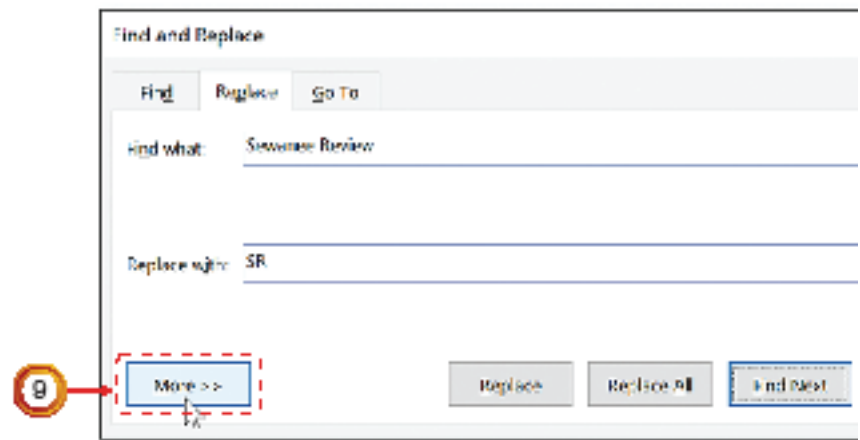 Find and Replace
Find Replace Go To
Find what: Sewanee Review
Replace with: SR
9 More >> Replace Replace All Find Next